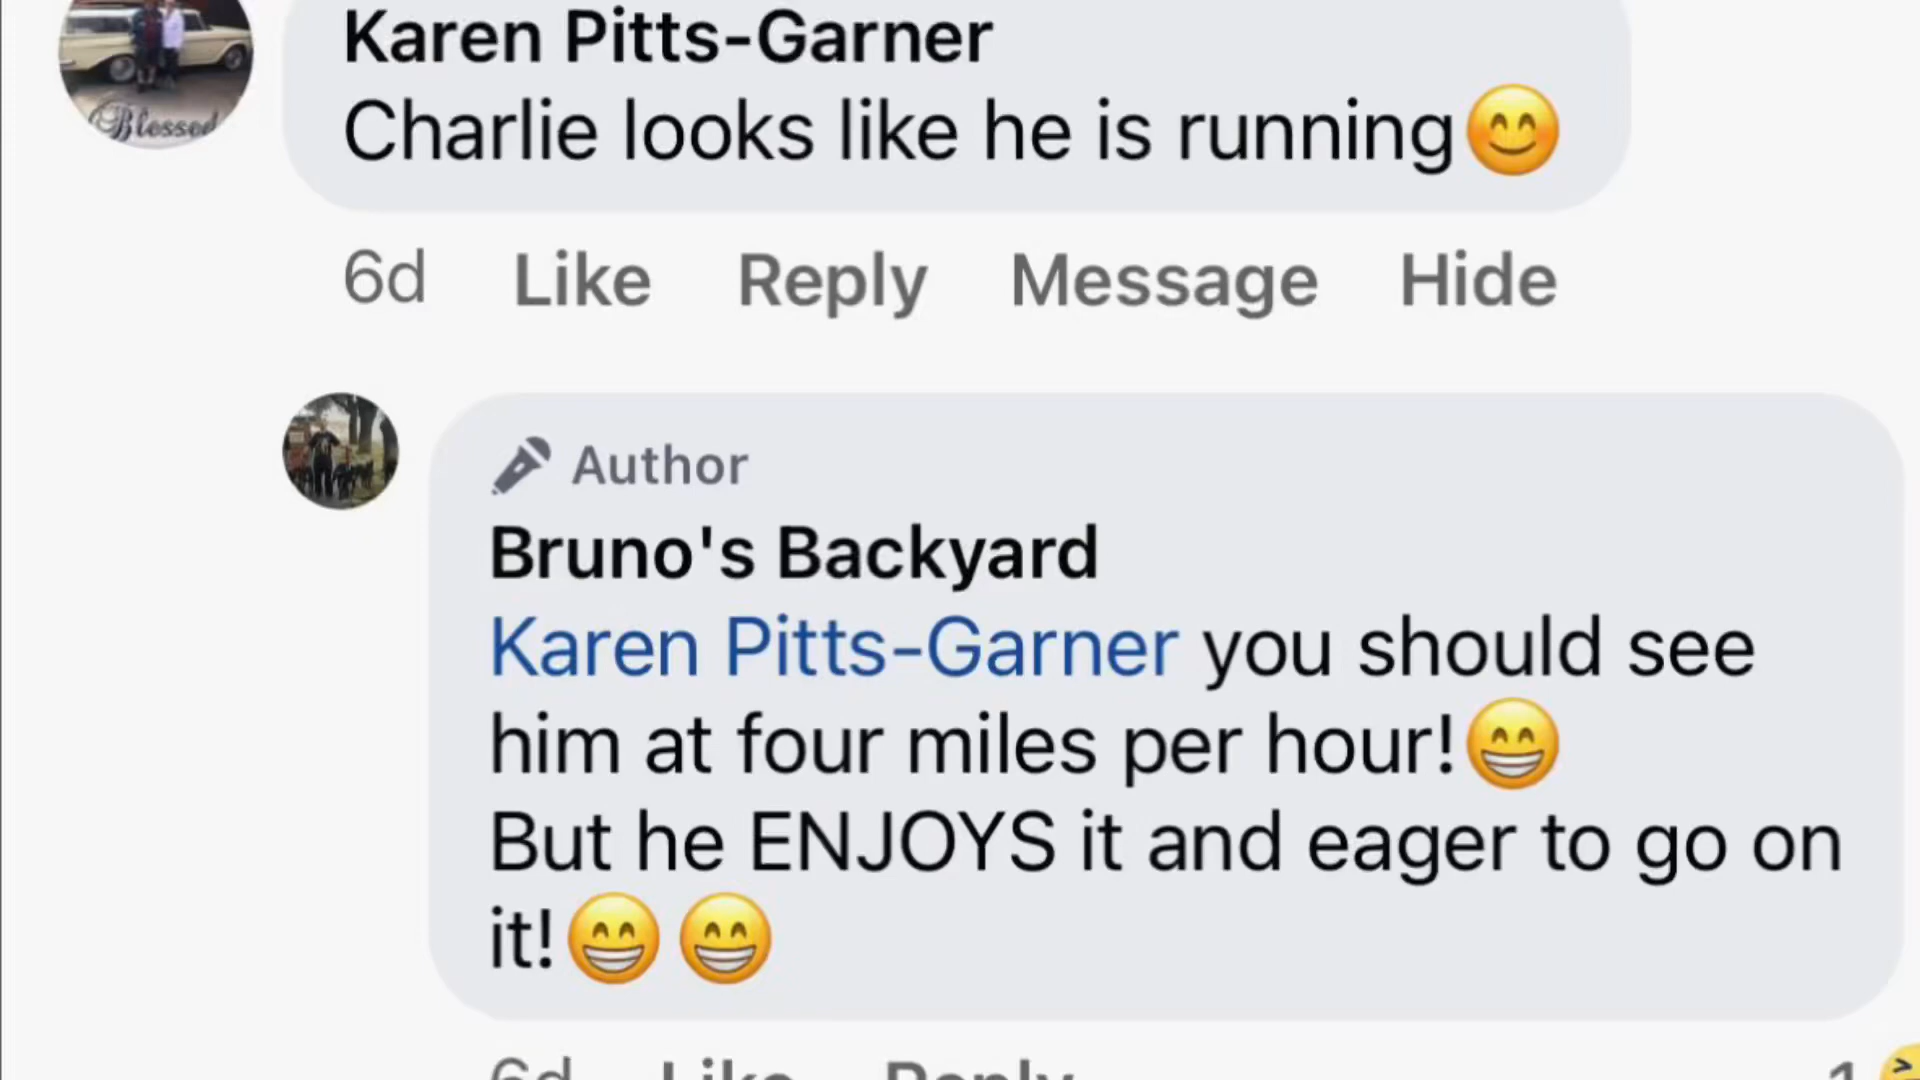 Blessed
Karen Pitts-Garner
Charlie looks like he is running😊
6d Like Reply Message Hide
Author
Bruno's Backyard
Karen Pitts-Garner you should see
him at four miles per hour!😁
But he ENJOYS it and eager to go on
it!😁😁
6d Like Reply 1